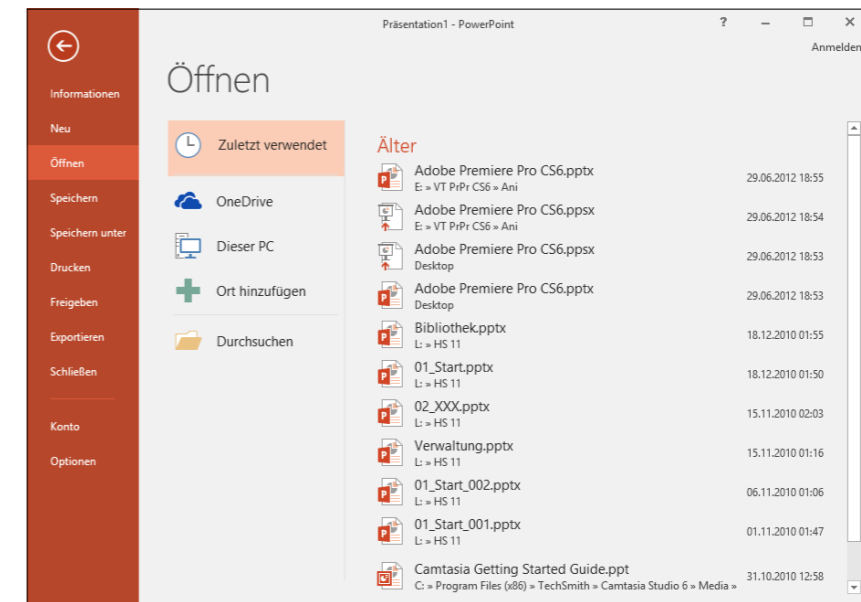 Präsentation1 - PowerPoint
?
Anmelden
Informationen
Neu
Öffnen
Speichern
Speichern unter
Drucken
Freigeben
Exportieren
Schließen
Konto
Optionen
Öffnen
Zuletzt verwendet
OneDrive
Dieser PC
Ort hinzufügen
Durchsuchen
Älter
Adobe Premiere Pro CS6.pptx
E: » VT PrPr CS6 » Ani
29.06.2012 18:55
Adobe Premiere Pro CS6.ppsx
E: » VT PrPr CS6 » Ani
29.06.2012 18:54
Adobe Premiere Pro CS6.ppsx
Desktop
29.06.2012 18:53
Adobe Premiere Pro CS6.pptx
Desktop
29.06.2012 18:53
Bibliothek.pptx
L: » HS 11
18.12.2010 01:55
01_Start.pptx
L: » HS 11
18.12.2010 01:50
02_XXX.pptx
L: » HS 11
15.11.2010 02:03
Verwaltung.pptx
L: » HS 11
15.11.2010 01:16
01_Start_002.pptx
L: » HS 11
06.11.2010 01:06
01_Start_001.pptx
L: » HS 11
01.11.2010 01:47
Camtasia Getting Started Guide.ppt
C: » Program Files (x86) » TechSmith » Camtasia Studio 6 » Media »
31.10.2010 12:58